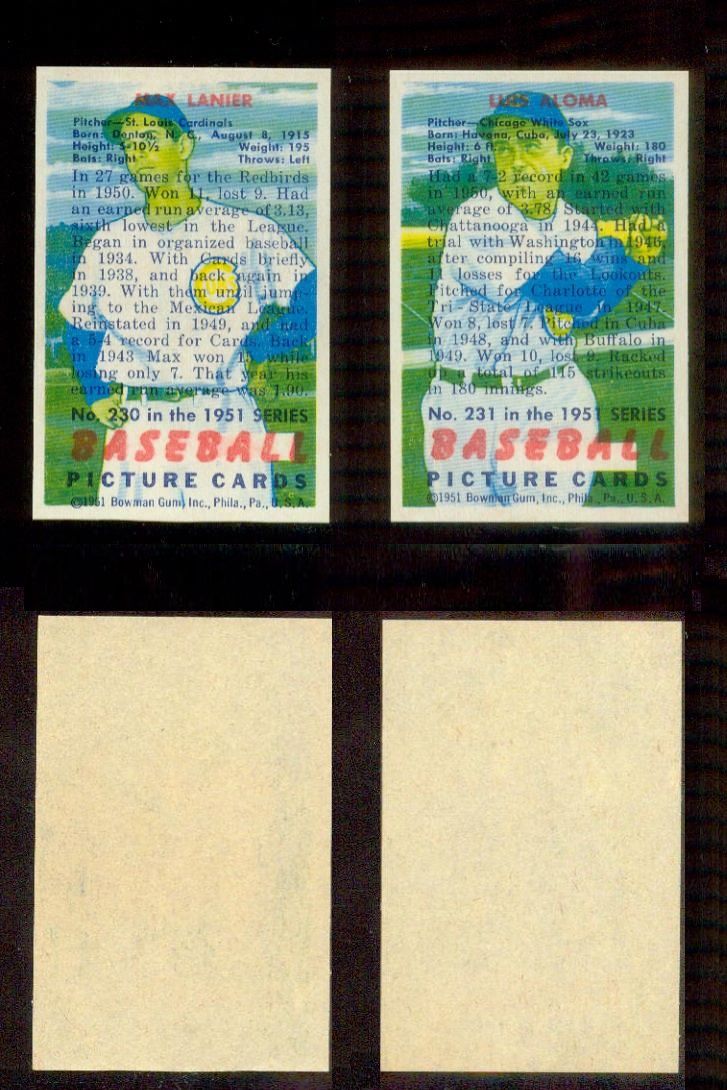 MAX LANIER
Pitcher—St. Louis Cardinals
Born: Denton, N. C., August 8, 1915
Height: 5-10½ Weight: 195
Bats: Right Throws: Left
In 27 games for the Redbirds
in 1950. Won 11, lost 9. Had
an earned run average of 3.13,
sixth lowest in the League.
Began in organized baseball
in 1934. With Cards briefly
in 1938, and back again in
1939. With them until jump-
ing to the Mexican League.
Reinstated in 1949, and had
a 5-4 record for Cards. Back
in 1943 Max won 15 while
losing only 7. That year his
earned run average was 1.90.
No. 230 in the 1951 SERIES
BASEBALL
PICTURE CARDS
©1951 Bowman Gum, Inc., Phila., Pa., U. S. A.
LUIS ALOMA
Pitcher—Chicago White Sox
Born: Havana, Cuba, July 23, 1923
Height: 6 ft. Weight: 180
Bats: Right Throws: Right
Had a 7-2 record in 42 games
in 1950, with an earned run
average of 3.78. Started with
Chattanooga in 1944. Had a
trial with Washington in 1946,
after compiling 16 wins and
11 losses for the Lookouts.
Pitched for Charlotte of the
Tri-State League in 1947.
Won 8, lost 7. Pitched in Cuba
in 1948, and with Buffalo in
1949. Won 10, lost 9. Racked
up a total of 115 strikeouts
in 180 innings.
No. 231 in the 1951 SERIES
BASEBALL
PICTURE CARDS
©1951 Bowman Gum, Inc., Phila., Pa., U. S. A.